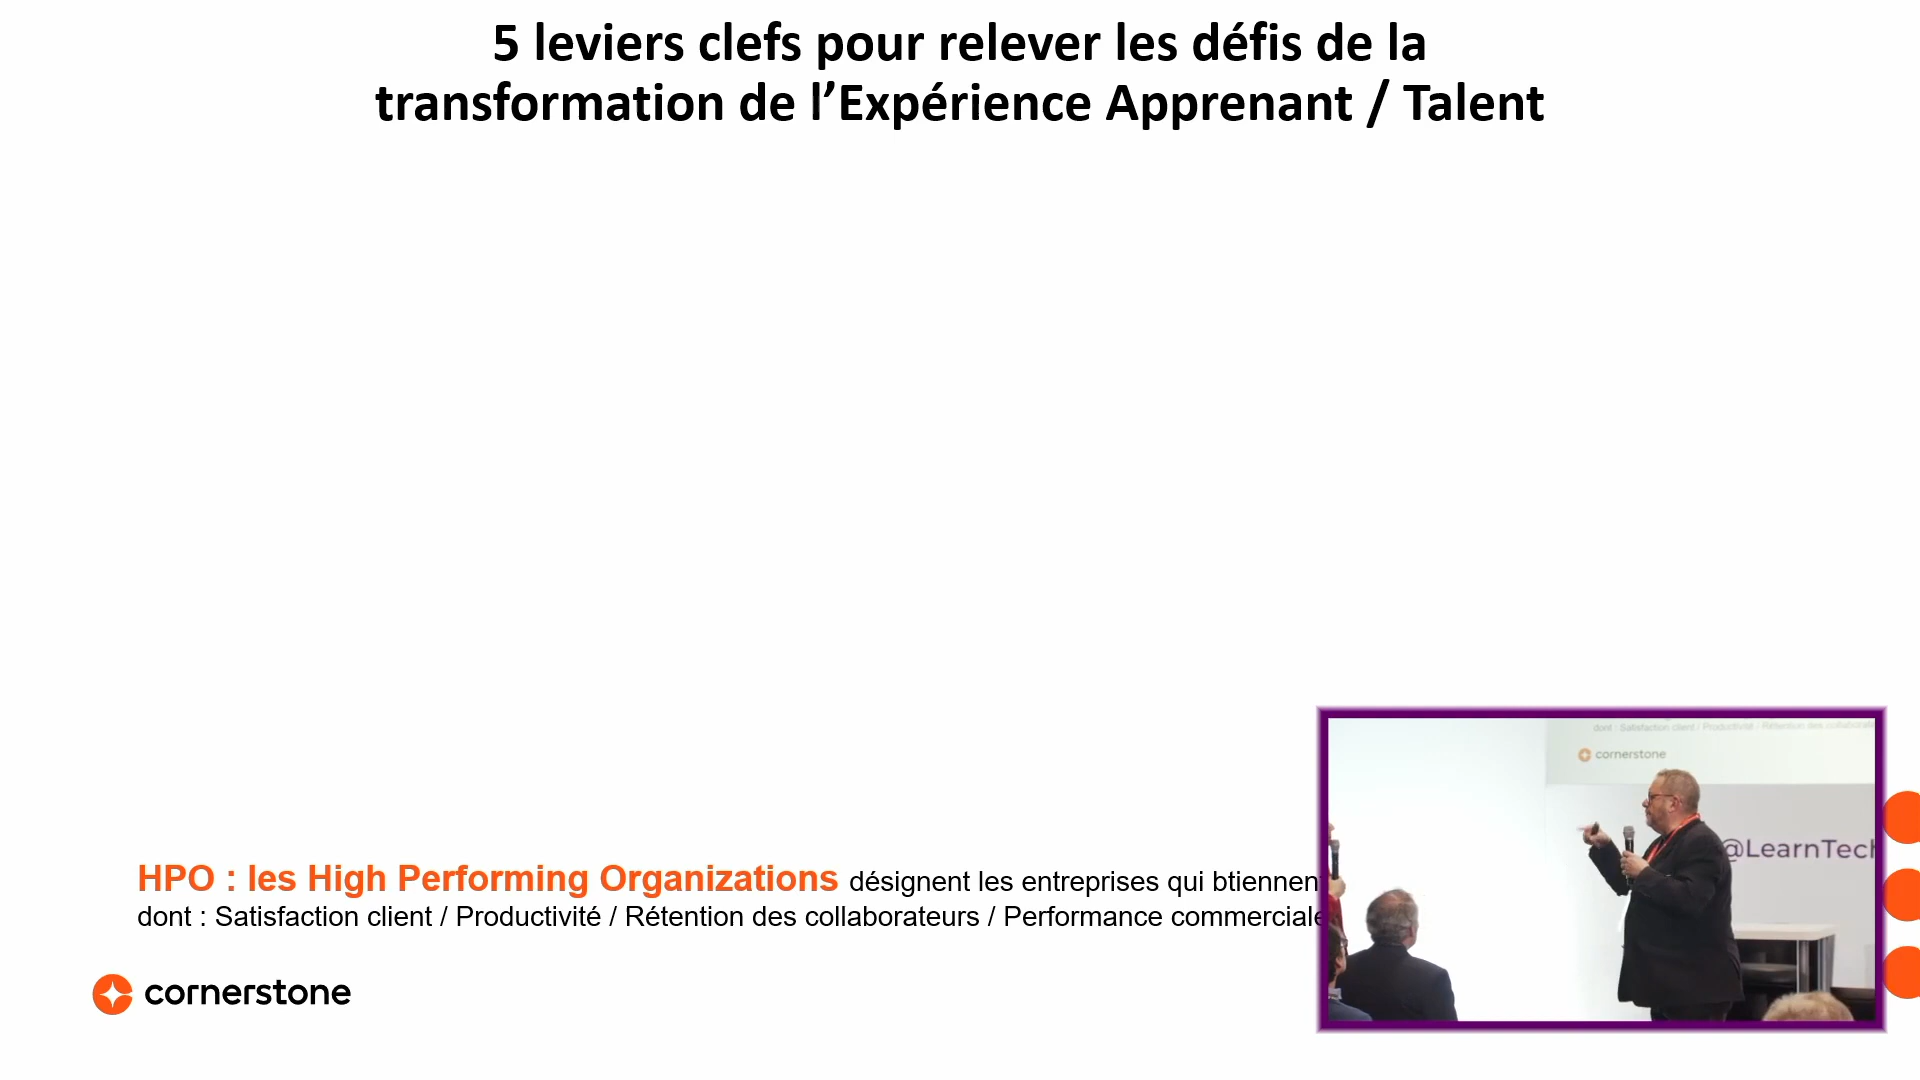 5 leviers clefs pour relever les défis de la
transformation de l’Expérience Apprenant / Talent
HPO : les High Performing Organizations désignent les entreprises qui btiennent
dont : Satisfaction client / Productivité / Rétention des collaborateurs / Performance commerciale
cornerstone
dont : Satisfaction client / Productivité / Rétention des
cornerstone
@LearnTech